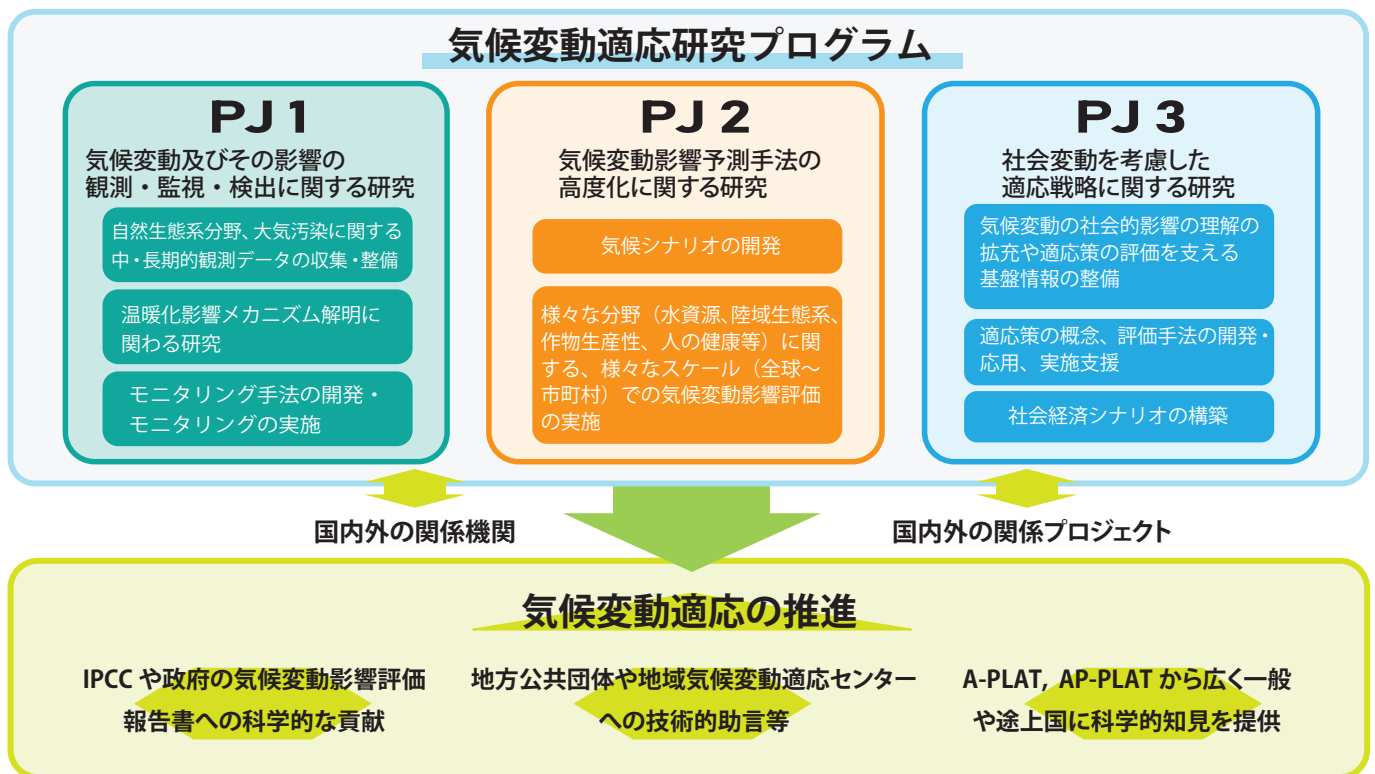 気候変動適応研究プログラム
PJ 1
気候変動及びその影響の
観測・監視・検出に関する研究
自然生態系分野、大気汚染に関する
中・長期的観測データの収集・整備
温暖化影響メカニズム解明に
関わる研究
モニタリング手法の開発・
モニタリングの実施
PJ 2
気候変動影響予測手法の
高度化に関する研究
気候シナリオの開発
様々な分野（水資源、陸域生態系、
作物生産性、人の健康等）に関
する、様々なスケール（全球～
市町村）での気候変動影響評価
の実施
PJ 3
社会変動を考慮した
適応戦略に関する研究
気候変動の社会的影響の理解の
拡充や適応策の評価を支える
基盤情報の整備
適応策の概念、評価手法の開発・
応用、実施支援
社会経済シナリオの構築
国内外の関係機関
国内外の関係プロジェクト
気候変動適応の推進
IPCC や政府の気候変動影響評価
報告書への科学的な貢献
地方公共団体や地域気候変動適応センター
への技術的助言等
A-PLAT, AP-PLAT から広く一般
や途上国に科学的知見を提供